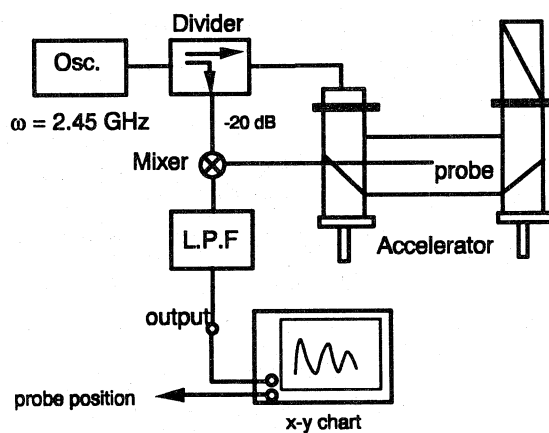 Divider
Osc.
ω = 2.45 GHz
-20 dB
Mixer
probe
L.P.F
Accelerator
output
probe position
x-y chart